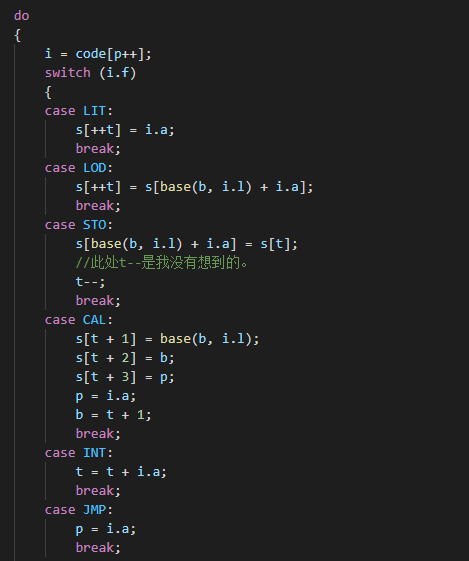 do
{
    i = code[p++];
    switch (i.f)
    {
    case LIT:
        s[++t] = i.a;
        break;
    case LOD:
        s[++t] = s[base(b, i.l) + i.a];
        break;
    case STO:
        s[base(b, i.l) + i.a] = s[t];
        //此处t--是我没有想到的。
        t--;
        break;
    case CAL:
        s[t + 1] = base(b, i.l);
        s[t + 2] = b;
        s[t + 3] = p;
        p = i.a;
        b = t + 1;
        break;
    case INT:
        t = t + i.a;
        break;
    case JMP:
        p = i.a;
        break;